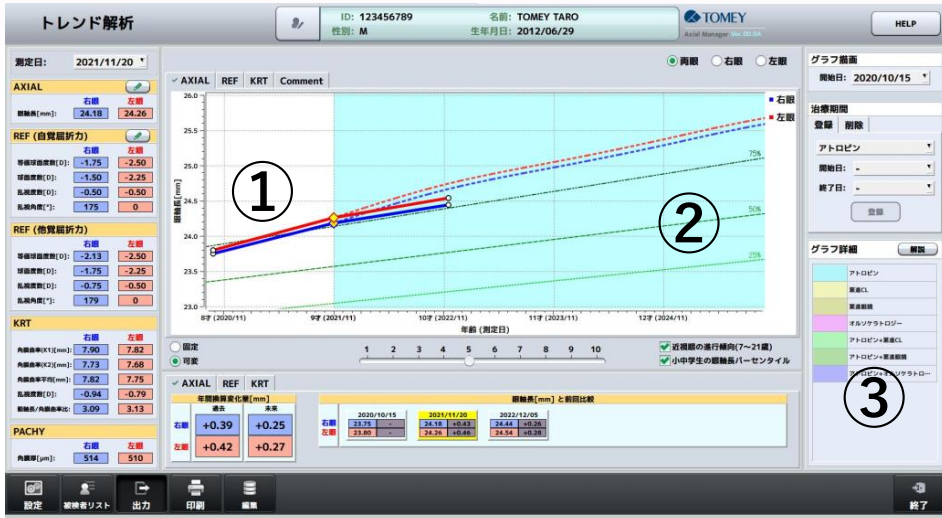 トレンド解析
ID: 123456789
名前: TOMEY TARO
性別: M
生年月日: 2012/06/29
TOMEY
Axial Manager Ver.00.0A
HELP
測定日: 2021/11/20
AXIAL
右眼 左眼
眼軸長[mm]: 24.18 24.26
REF (自覚屈折力)
右眼 左眼
等価球面度数[D]: -1.75 -2.50
球面度数[D]: -1.50 -2.25
乱視度数[D]: -0.50 -0.50
乱視角度[°]: 175 0
REF (他覚屈折力)
右眼 左眼
等価球面度数[D]: -2.13 -2.50
球面度数[D]: -1.75 -2.25
乱視度数[D]: -0.75 -0.50
乱視角度[°]: 179 0
KRT
右眼 左眼
角膜曲率(K1)[mm]: 7.90 7.82
角膜曲率(K2)[mm]: 7.73 7.68
角膜曲率平均[mm]: 7.82 7.75
乱視度数[D]: -0.94 -0.79
眼軸長/角膜曲率比: 3.09 3.13
PACHY
右眼 左眼
角膜厚[μm]: 514 510
両眼 右眼 左眼
AXIAL REF KRT Comment
眼軸長[mm]
26.0
25.5
25.0
24.5
24.0
23.5
23.0
右眼
左眼
75%
50%
25%
①
②
8才(2020/11) 9才(2021/11) 10才(2022/11) 11才(2023/11) 12才(2024/11)
年齢 (測定日)
固定
可変
1 2 3 4 5 6 7 8 9 10
近視眼の進行傾向(7~21歳)
小中学生の眼軸長パーセンタイル
AXIAL REF KRT
年間換算変化量[mm]
過去 未来
右眼 +0.39 +0.25
左眼 +0.42 +0.27
眼軸長[mm] と前回比較
2020/10/15 2021/11/20 2022/12/05
右眼 23.75 - 24.18 +0.43 24.44 +0.26
左眼 23.80 - 24.26 +0.46 24.54 +0.28
グラフ描画
開始日: 2020/10/15
治療期間
登録 削除
アトロピン
開始日: -
終了日: -
登録
グラフ詳細 解説
アトロピン
累進CL
累進眼鏡
オルソケラトロジー
アトロピン+累進CL
アトロピン+累進眼鏡
アトロピン+オルソケラトロ…
③
設定 被検者リスト 出力 印刷 編集 終了